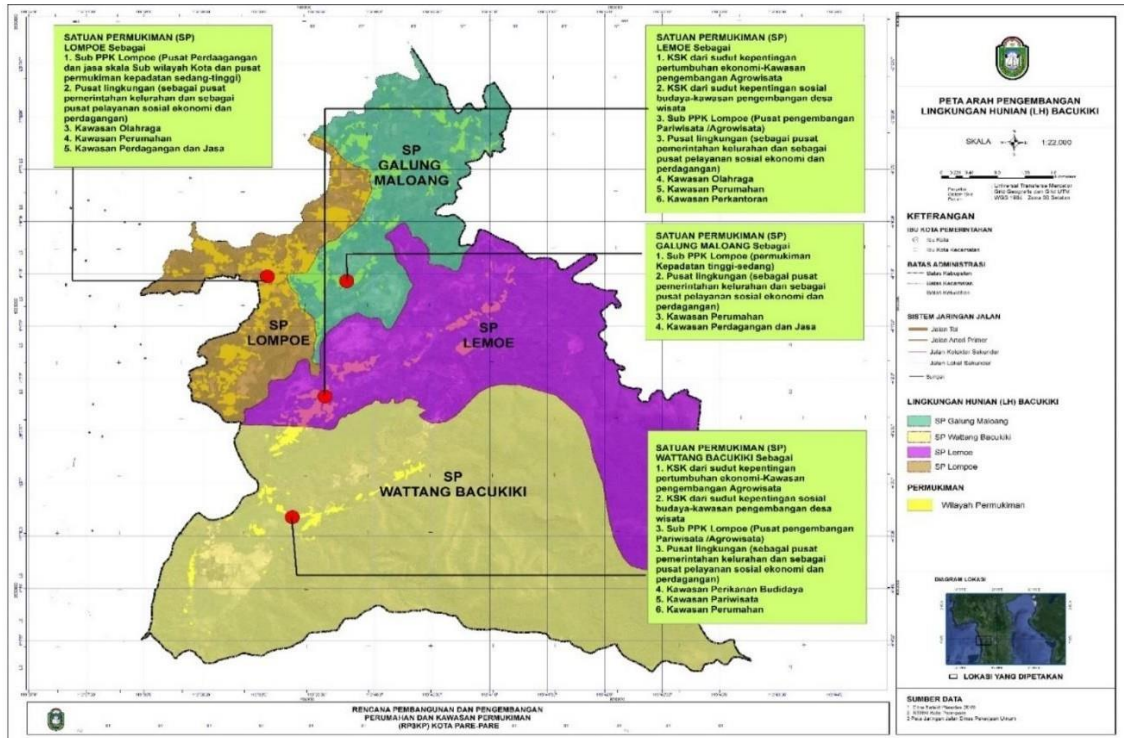 SATUAN PERMUKIMAN (SP)
LOMPOE Sebagai
1. Sub PPK Lompoe (Pusat Perdaagangan
dan jasa skala Sub wilayah Kota dan pusat
permukiman kepadatan sedang-tinggi)
2. Pusat lingkungan (sebagai pusat
pemerintahan kelurahan dan sebagai
pusat pelayanan sosial ekonomi dan
perdagangan)
3. Kawasan Olahraga
4. Kawasan Perumahan
5. Kawasan Perdagangan dan Jasa
SATUAN PERMUKIMAN (SP)
LEMOE Sebagai
1. KSK dari sudut kepentingan
pertumbuhan ekonomi-Kawasan
pengembangan Agrowisata
2. KSK dari sudut kepentingan sosial
budaya-kawasan pengembangan desa
wisata
3. Sub PPK Lompoe (Pusat pengembangan
Pariwisata /Agrowisata)
3. Pusat lingkungan (sebagai pusat
pemerintahan kelurahan dan sebagai
pusat pelayanan sosial ekonomi dan
perdagangan)
4. Kawasan Olahraga
5. Kawasan Perumahan
6. Kawasan Perkantoran
SATUAN PERMUKIMAN (SP)
GALUNG MALOANG Sebagai
1. Sub PPK Lompoe (permukiman
Kepadatan tinggi-sedang)
2. Pusat lingkungan (sebagai pusat
pemerintahan kelurahan dan sebagai
pusat pelayanan sosial ekonomi dan
perdagangan)
3. Kawasan Perumahan
4. Kawasan Perdagangan dan Jasa
SATUAN PERMUKIMAN (SP)
WATTANG BACUKIKI Sebagai
1. KSK dari sudut kepentingan
pertumbuhan ekonomi-Kawasan
pengembangan Agrowisata
2. KSK dari sudut kepentingan sosial
budaya-kawasan pengembangan desa
wisata
3. Sub PPK Lompoe (Pusat pengembangan
Pariwisata /Agrowisata)
3. Pusat lingkungan (sebagai pusat
pemerintahan kelurahan dan sebagai
pusat pelayanan sosial ekonomi dan
perdagangan)
4. Kawasan Perikanan Budidaya
5. Kawasan Pariwisata
6. Kawasan Perumahan
SP
GALUNG
MALOANG
SP
LOMPOE
SP
LEMOE
SP
WATTANG BACUKIKI
RENCANA PEMBANGUNAN DAN PENGEMBANGAN
PERUMAHAN DAN KAWASAN PERMUKIMAN
(RP3KP) KOTA PARE-PARE
PETA ARAH PENGEMBANGAN
LINGKUNGAN HUNIAN (LH) BACUKIKI
SKALA 1:22,000
KETERANGAN
IBU KOTA PEMERINTAHAN
Ibu Kota
Ibu Kota Kecamatan
BATAS ADMINISTRASI
Batas Kabupaten
Batas Kecamatan
Batas Kelurahan
SISTEM JARINGAN JALAN
Jalan Tol
Jalan Arteri Primer
Jalan Kolektor Sekunder
Jalan Lokal Sekunder
Sungai
LINGKUNGAN HUNIAN (LH) BACUKIKI
SP Galung Maloang
SP Wattang Bacukiki
SP Lemoe
SP Lompoe
PERMUKIMAN
Wilayah Permukiman
DIAGRAM LOKASI
LOKASI YANG DIPETAKAN
SUMBER DATA